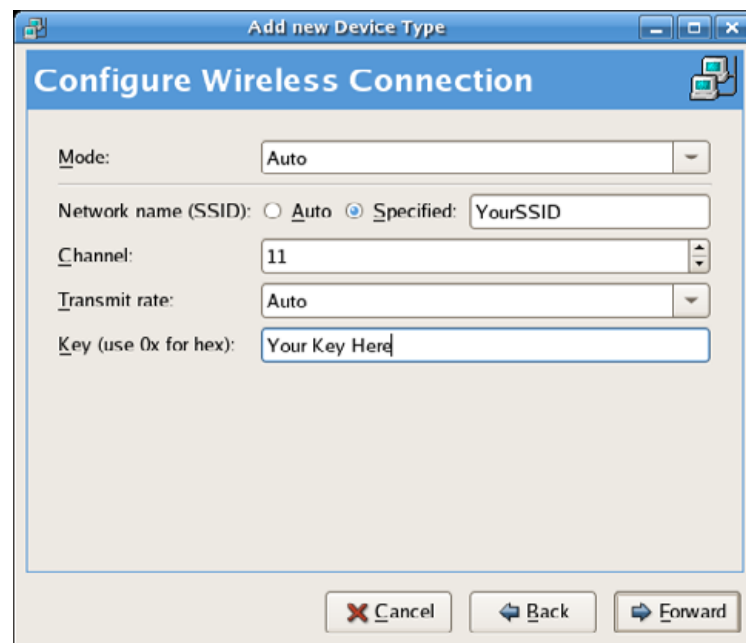 Add new Device Type
Configure Wireless Connection
Mode: Auto
Network name (SSID): Auto Specified: YourSSID
Channel: 11
Transmit rate: Auto
Key (use 0x for hex): Your Key Here
Cancel Back Forward